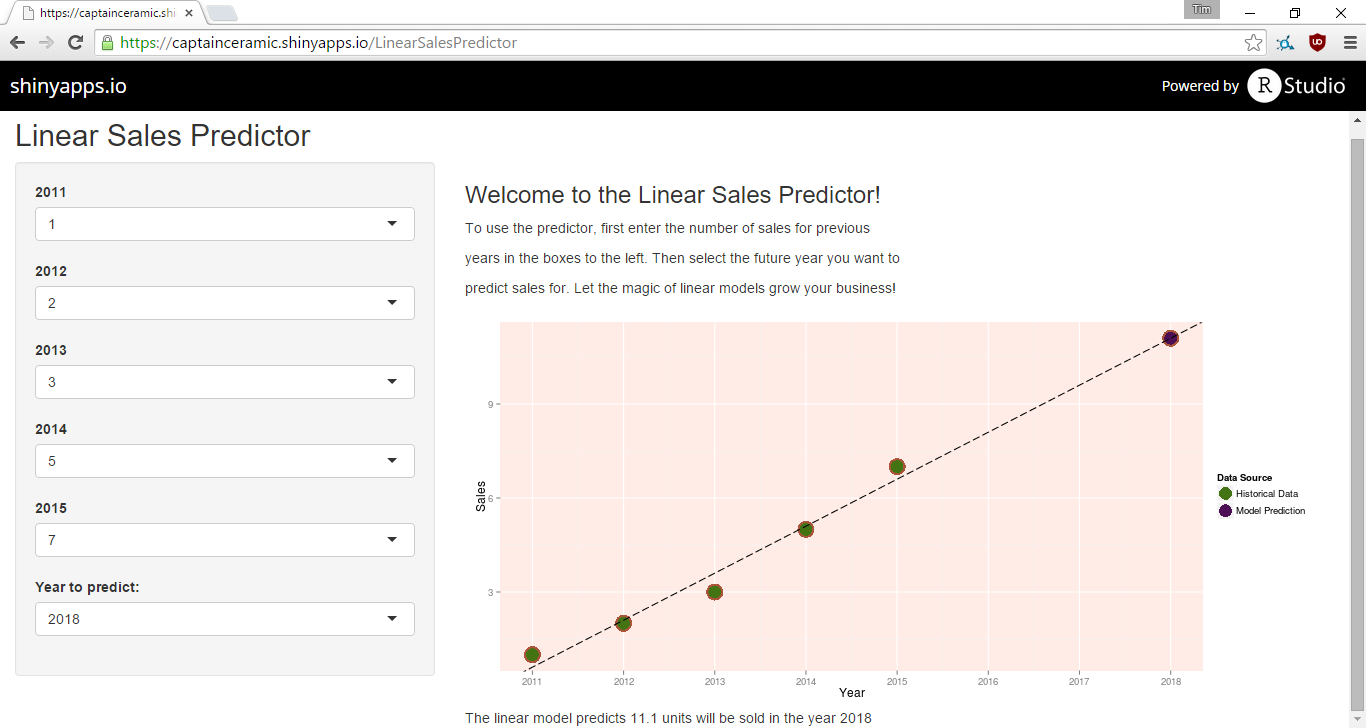 https://captainceramic.shi
Tim
https://captainceramic.shinyapps.io/LinearSalesPredictor
shinyapps.io
Powered by R Studio
Linear Sales Predictor
2011
1
2012
2
2013
3
2014
5
2015
7
Year to predict:
2018
Welcome to the Linear Sales Predictor!
To use the predictor, first enter the number of sales for previous
years in the boxes to the left. Then select the future year you want to
predict sales for. Let the magic of linear models grow your business!
9
6
3
Sales
2011 2012 2013 2014 2015 2016 2017 2018
Year
Data Source
Historical Data
Model Prediction
The linear model predicts 11.1 units will be sold in the year 2018